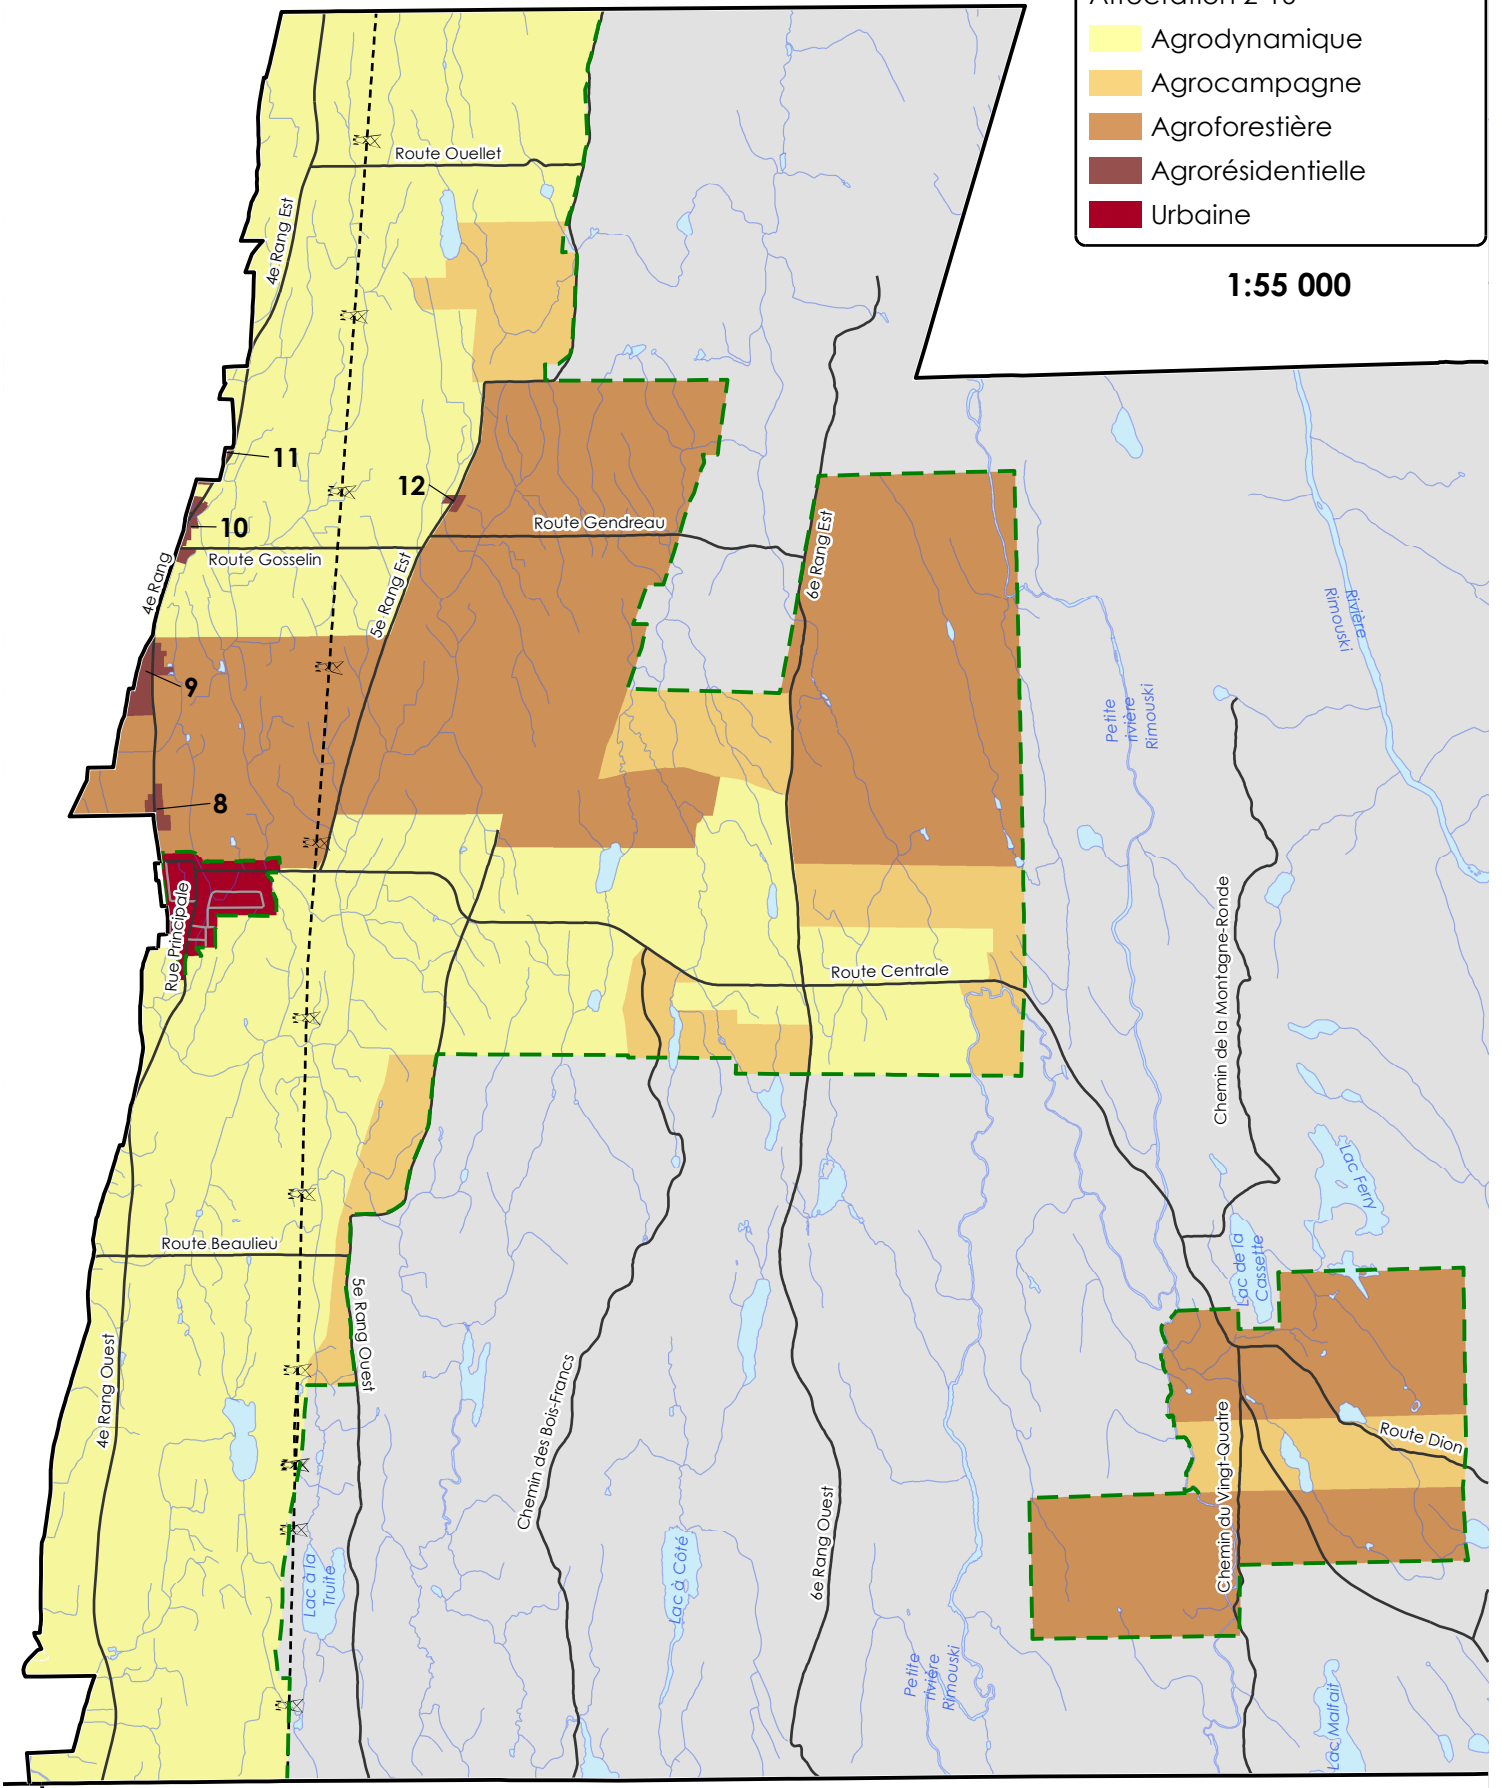 Agrodynamique
Agrocampagne
Agroforestière
Agrorésidentielle
Urbaine
1:55 000
Route Ouellet
4e Rang Est
11
12
10
Route Gendreau
Route Gosselin
4e Rang
5e Rang Est
6e Rang Est
Rivière
Rimouski
9
Petite
rivière
Rimouski
8
Rue Principale
Route Centrale
Chemin de la Montagne-Ronde
Lac Ferry
Route Beaulieu
Lac de la
Cassette
5e Rang Ouest
4e Rang Ouest
Chemin des Bois-Francs
Route Dion
Chemin du Vingt-Quatre
6e Rang Ouest
Lac à la
Truite
Lac à Côté
Petite
rivière
Rimouski
Lac Malfait